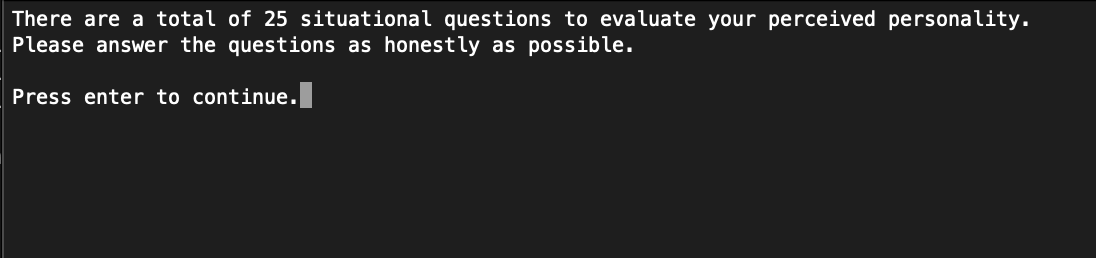 There are a total of 25 situational questions to evaluate your perceived personality.
Please answer the questions as honestly as possible.
Press enter to continue.